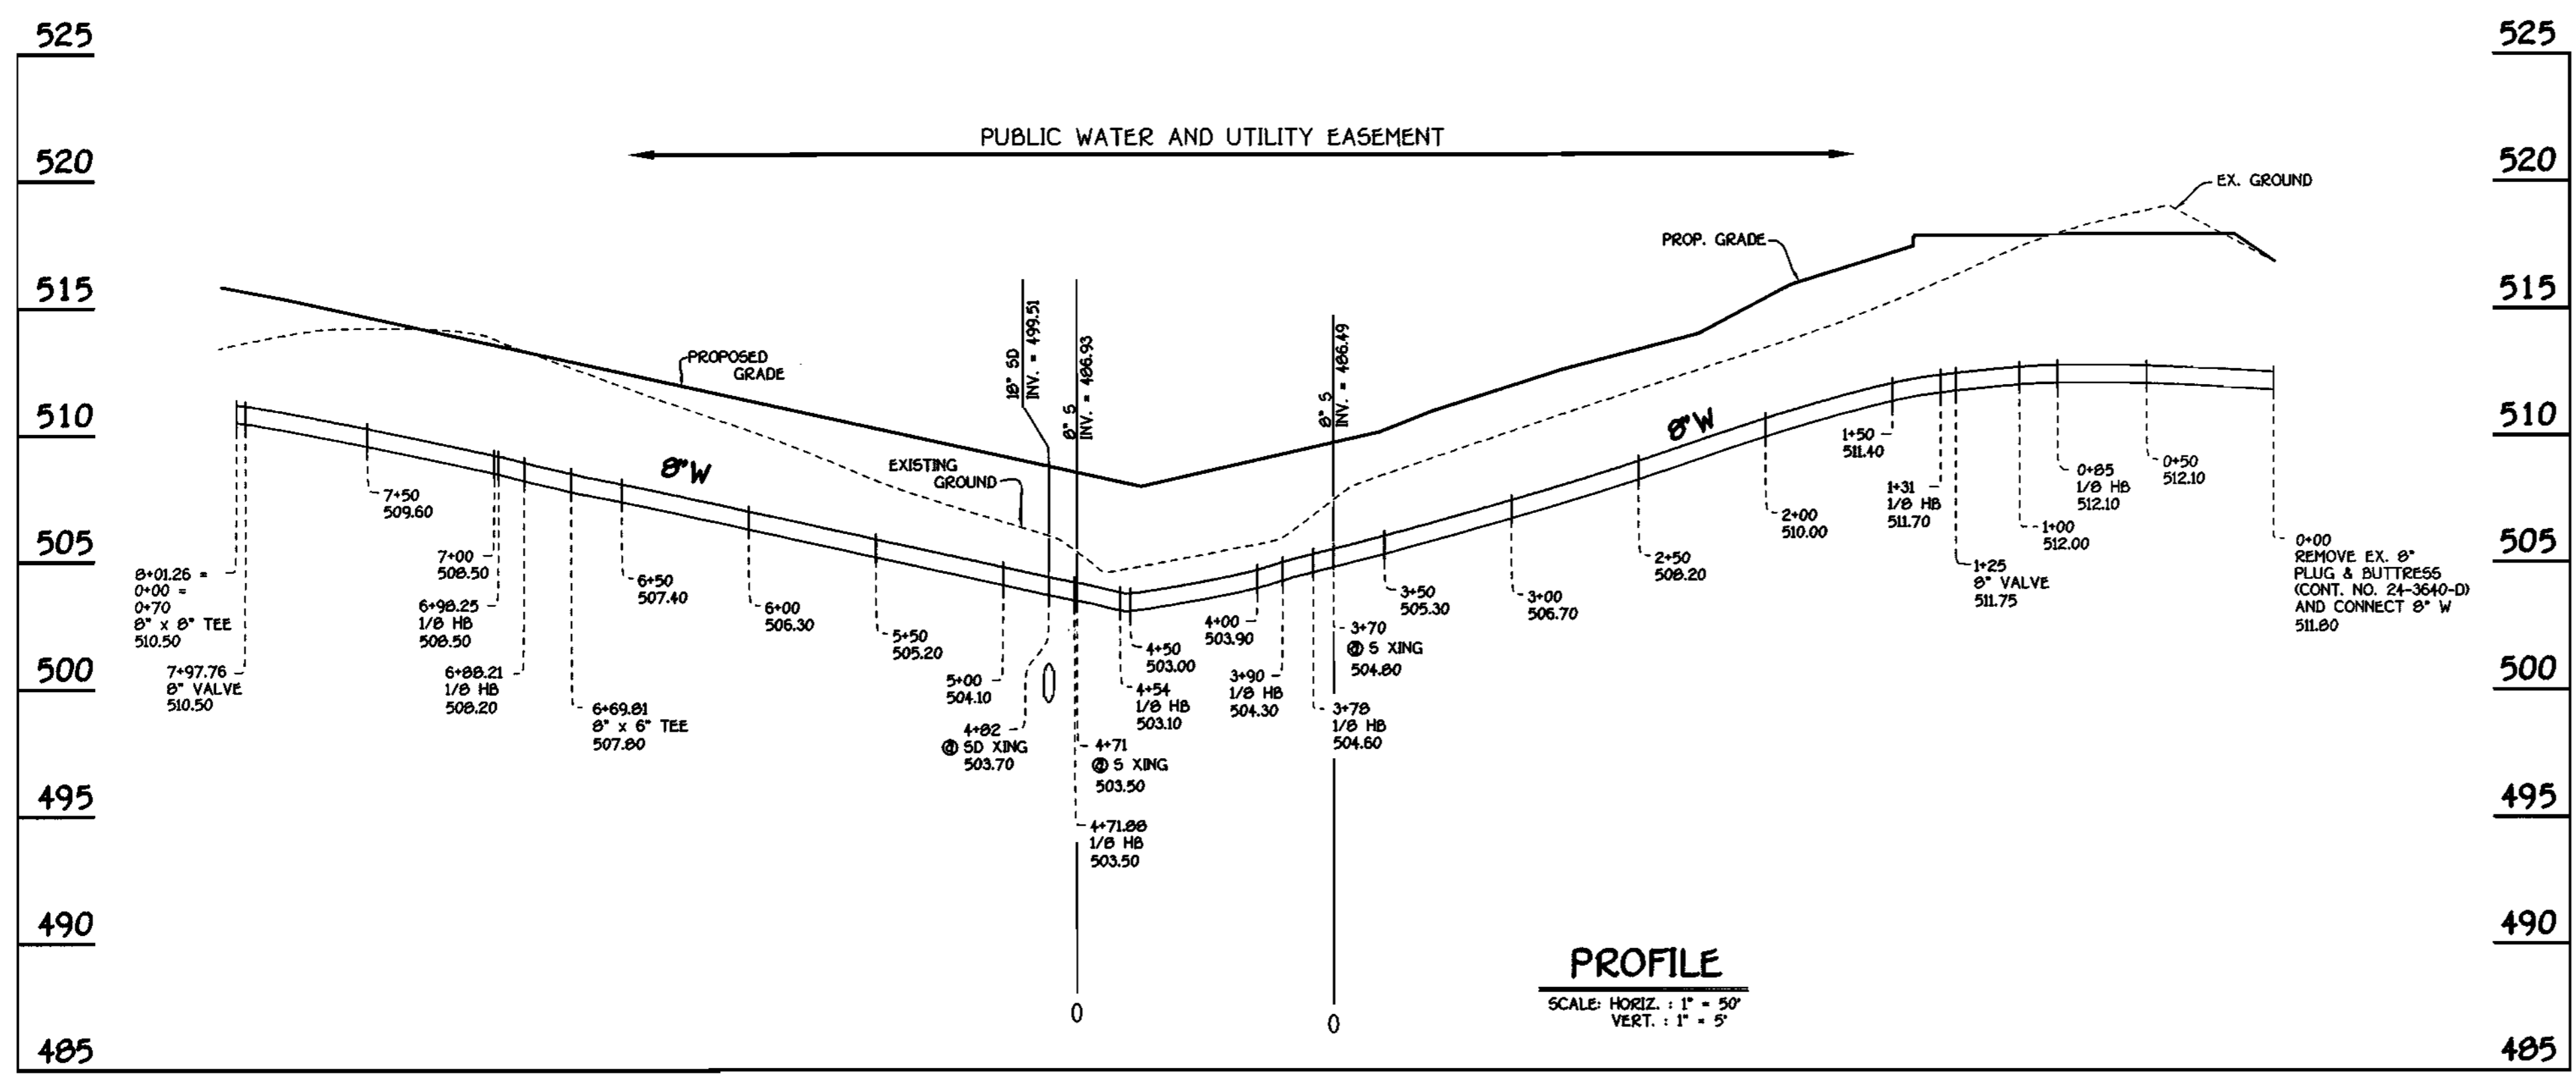 525
525
PUBLIC WATER AND UTILITY EASEMENT
520
520
EX. GROUND
PROP. GRADE
515
515
18" SD
INV. = 499.51
8" S
INV. = 486.93
8" S
INV. = 486.49
PROPOSED
GRADE
510
510
8"W
8"W
EXISTING
GROUND
505
505
8+01.26 =
0+00 =
0+70
8" x 8" TEE
510.50
7+97.76
8" VALVE
510.50
7+50
509.60
7+00
508.50
6+98.25
1/8 HB
508.50
6+88.21
1/8 HB
508.20
6+69.81
8" x 6" TEE
507.80
6+50
507.40
6+00
506.30
5+50
505.20
5+00
504.10
4+82
@ SD XING
503.70
4+71
@ S XING
503.50
4+71.88
1/8 HB
503.50
4+54
1/8 HB
503.10
4+50
503.00
4+00
503.90
3+90
1/8 HB
504.30
3+78
1/8 HB
504.60
3+70
@ S XING
504.80
3+50
505.30
3+00
506.70
2+50
508.20
2+00
510.00
1+50
511.40
1+31
1/8 HB
511.70
1+25
8" VALVE
511.75
1+00
512.00
0+85
1/8 HB
512.10
0+50
512.10
0+00
REMOVE EX. 8"
PLUG & BUTTRESS
(CONT. NO. 24-3640-D)
AND CONNECT 8" W
511.80
500
500
495
495
490
490
PROFILE
SCALE: HORIZ. : 1" = 50'
VERT. : 1" = 5'
485
485